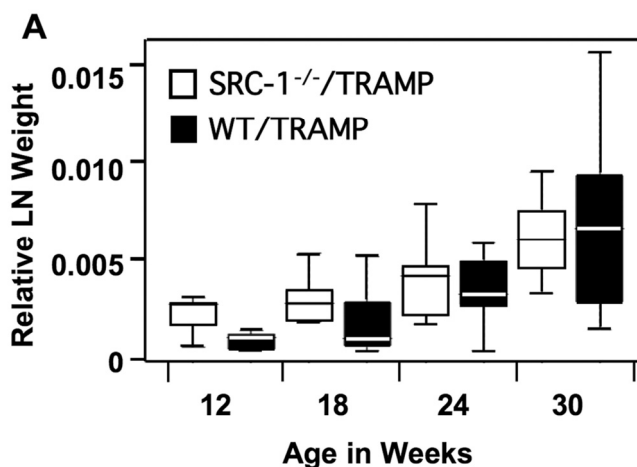 A
Relative LN Weight
0.015
0.010
0.005
0
SRC-1-/-/TRAMP
WT/TRAMP
12 18 24 30
Age in Weeks